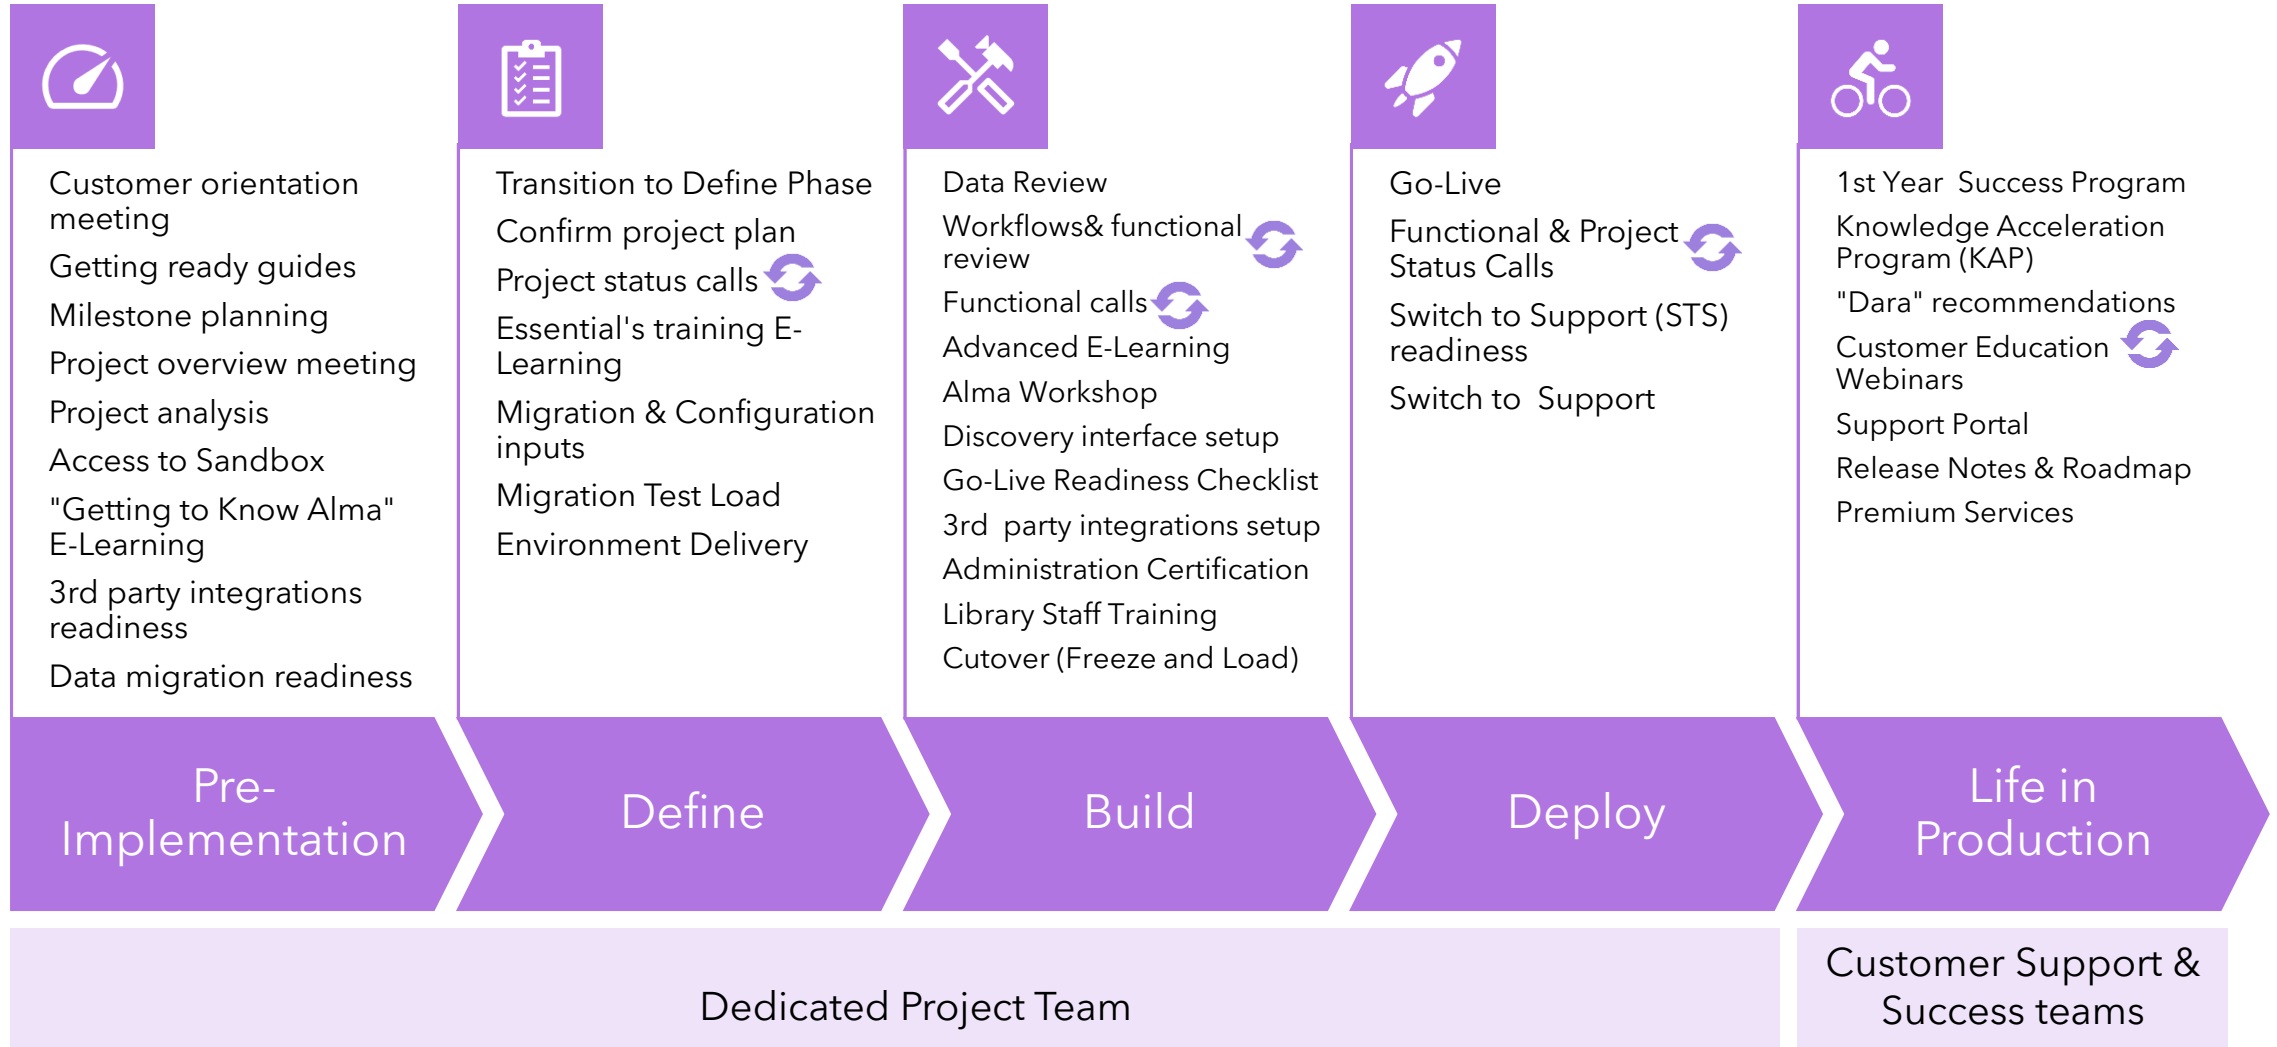 Customer orientation
meeting
Getting ready guides
Milestone planning
Project overview meeting
Project analysis
Access to Sandbox
"Getting to Know Alma"
E-Learning
3rd party integrations
readiness
Data migration readiness
Transition to Define Phase
Confirm project plan
Project status calls
Essential's training E-
Learning
Migration & Configuration
inputs
Migration Test Load
Environment Delivery
Data Review
Workflows& functional
review
Functional calls
Advanced E-Learning
Alma Workshop
Discovery interface setup
Go-Live Readiness Checklist
3rd party integrations setup
Administration Certification
Library Staff Training
Cutover (Freeze and Load)
Go-Live
Functional & Project
Status Calls
Switch to Support (STS)
readiness
Switch to Support
1st Year Success Program
Knowledge Acceleration
Program (KAP)
"Dara" recommendations
Customer Education
Webinars
Support Portal
Release Notes & Roadmap
Premium Services
Pre-
Implementation
Define
Build
Deploy
Life in
Production
Dedicated Project Team
Customer Support &
Success teams